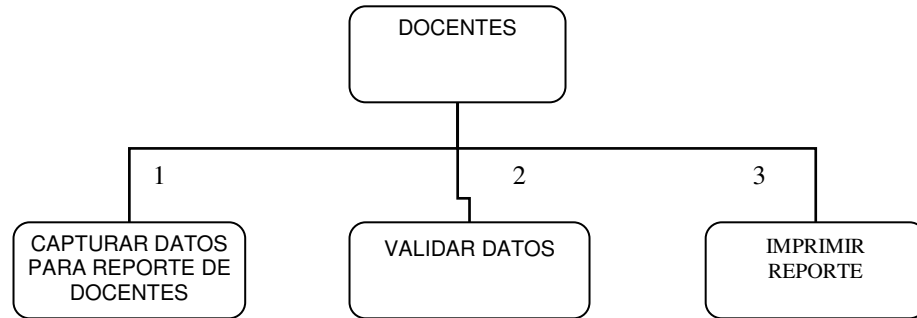 DOCENTES
1
2
3
CAPTURAR DATOS
PARA REPORTE DE
DOCENTES
VALIDAR DATOS
IMPRIMIR
REPORTE